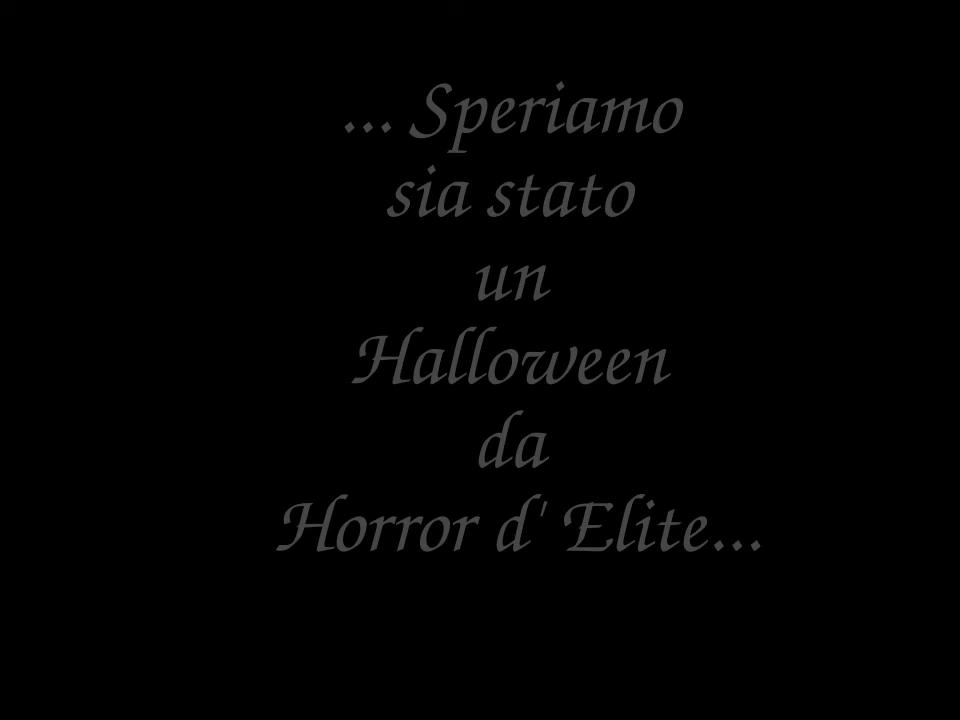 ... Speriamo
sia stato
un
Halloween
da
Horror d' Elite...